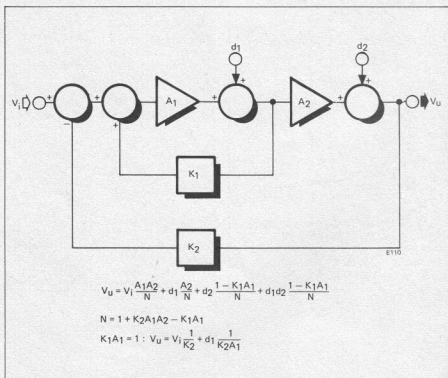 d1 d2
Vi + + A1 + + A2 + + Vu
− +
K1
K2
E110
Vu = Vi A1A2/N + d1 A2/N + d2 1 − K1A1/N + d1d2 1 − K1A1/N
N = 1 + K2A1A2 − K1A1
K1A1 = 1 : Vu = Vi 1/K2 + d1 1/K2A1